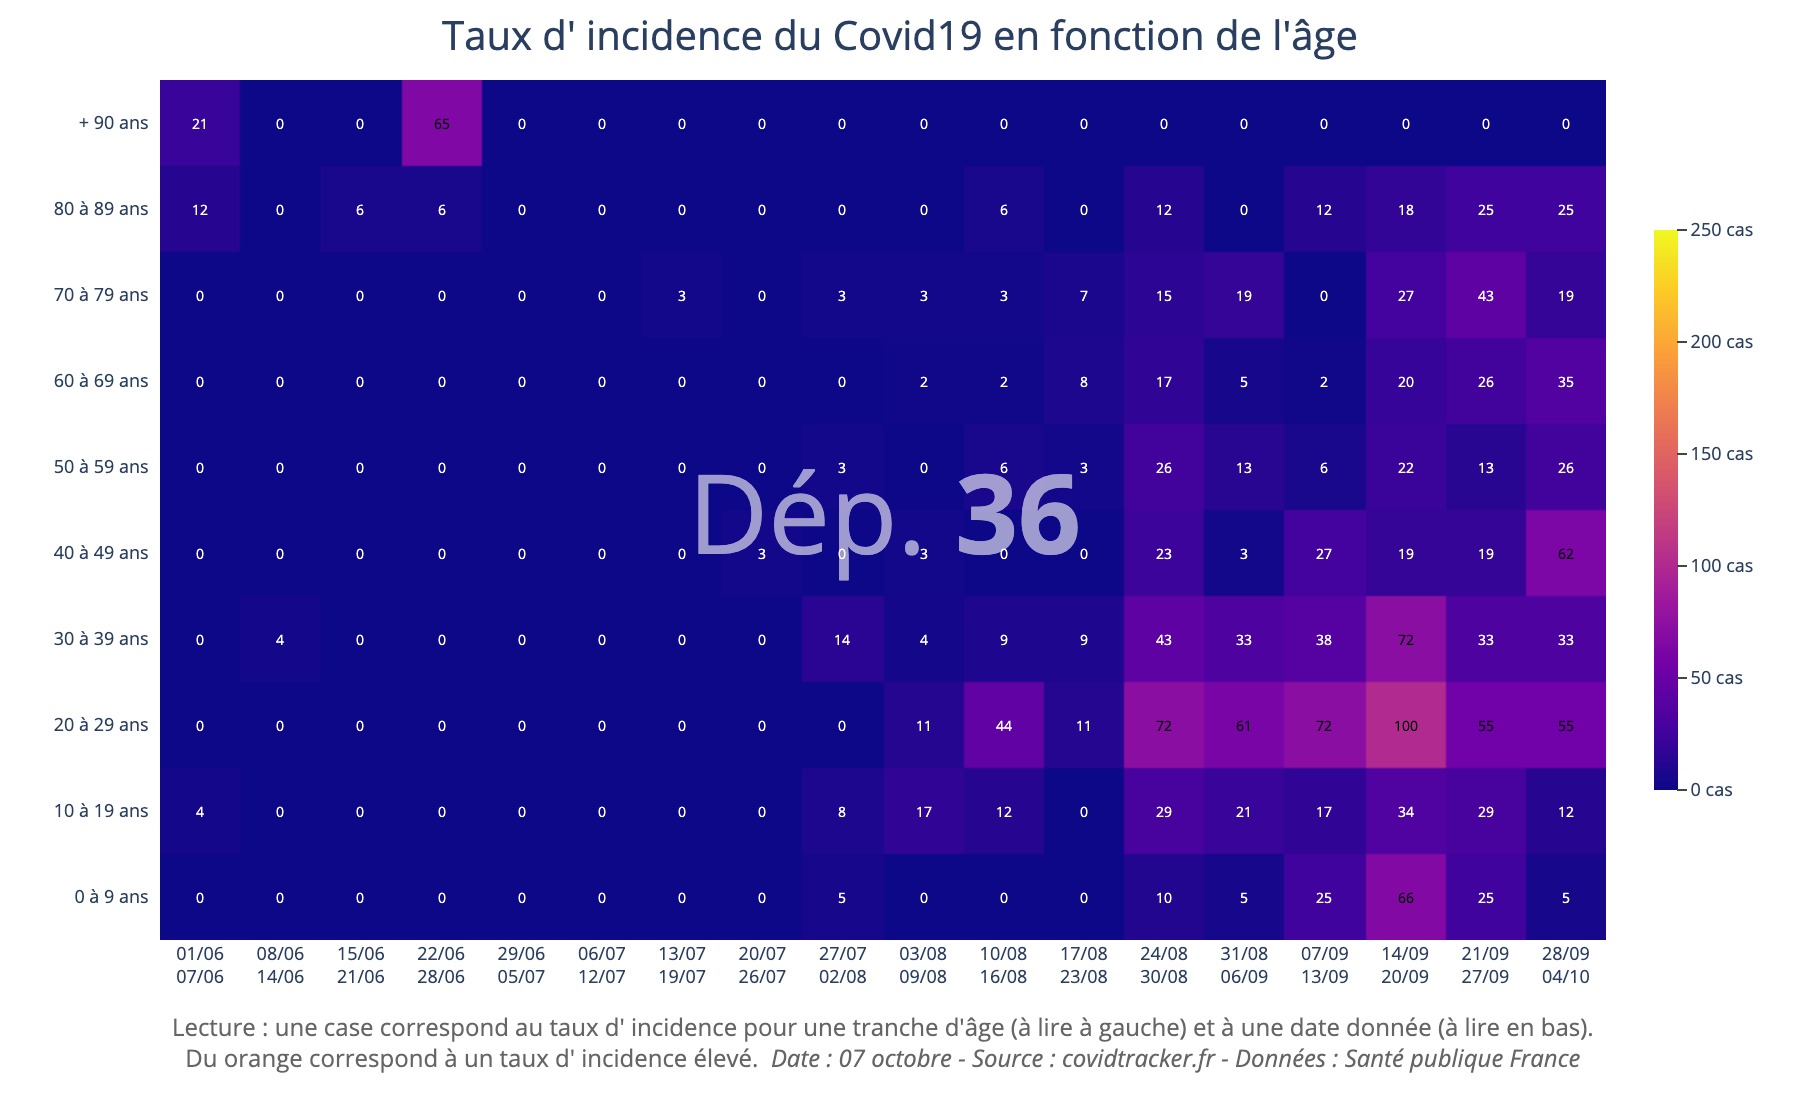 Taux d' incidence du Covid19 en fonction de l'âge
+ 90 ans 21 0 0 65 0 0 0 0 0 0 0 0 0 0 0 0 0 0
80 à 89 ans 12 0 6 6 0 0 0 0 0 0 6 0 12 0 12 18 25 25
70 à 79 ans 0 0 0 0 0 0 3 0 3 3 3 7 15 19 0 27 43 19
60 à 69 ans 0 0 0 0 0 0 0 0 0 2 2 8 17 5 2 20 26 35
50 à 59 ans 0 0 0 0 0 0 0 0 3 0 6 3 26 13 6 22 13 26
Dép. 36
40 à 49 ans 0 0 0 0 0 0 0 3 0 3 0 0 23 3 27 19 19 62
30 à 39 ans 0 4 0 0 0 0 0 0 14 4 9 9 43 33 38 72 33 33
20 à 29 ans 0 0 0 0 0 0 0 0 0 11 44 11 72 61 72 100 55 55
10 à 19 ans 4 0 0 0 0 0 0 0 8 17 12 0 29 21 17 34 29 12
0 à 9 ans 0 0 0 0 0 0 0 0 5 0 0 0 10 5 25 66 25 5
01/06 08/06 15/06 22/06 29/06 06/07 13/07 20/07 27/07 03/08 10/08 17/08 24/08 31/08 07/09 14/09 21/09 28/09
07/06 14/06 21/06 28/06 05/07 12/07 19/07 26/07 02/08 09/08 16/08 23/08 30/08 06/09 13/09 20/09 27/09 04/10
250 cas
200 cas
150 cas
100 cas
50 cas
0 cas
Lecture : une case correspond au taux d' incidence pour une tranche d'âge (à lire à gauche) et à une date donnée (à lire en bas).
Du orange correspond à un taux d' incidence élevé. Date : 07 octobre - Source : covidtracker.fr - Données : Santé publique France